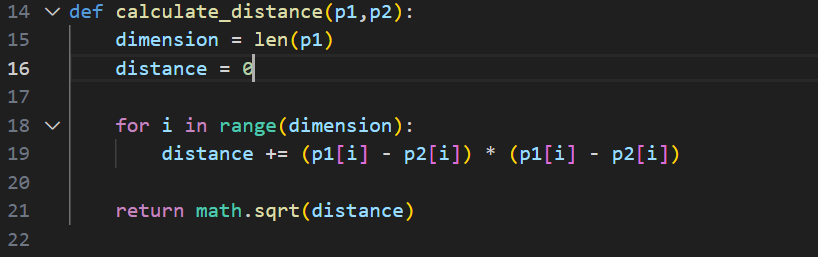 14 def calculate_distance(p1,p2):
15     dimension = len(p1)
16     distance = 0
17
18     for i in range(dimension):
19         distance += (p1[i] - p2[i]) * (p1[i] - p2[i])
20
21     return math.sqrt(distance)
22